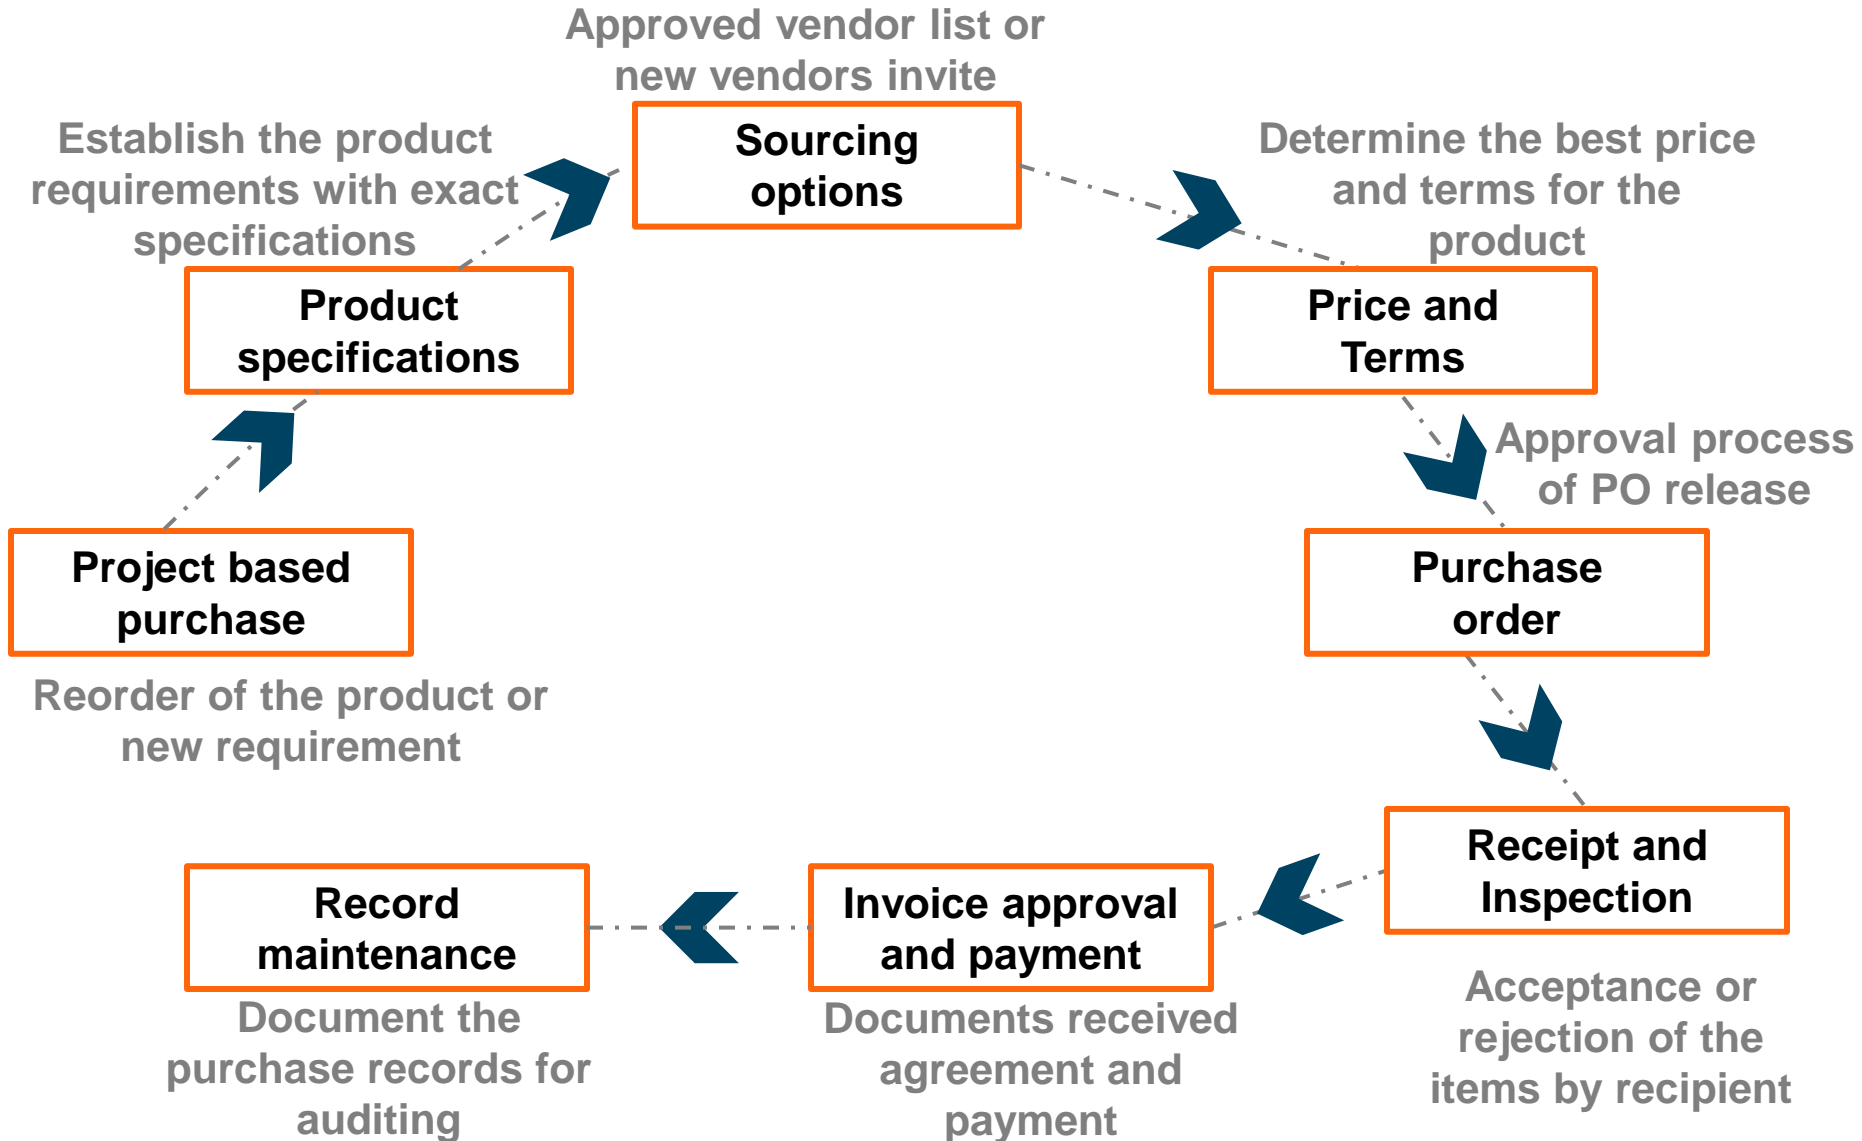 Approved vendor list or
new vendors invite
Sourcing
options
Establish the product
requirements with exact
specifications
Product
specifications
Determine the best price
and terms for the
product
Price and
Terms
Approval process
of PO release
Project based
purchase
Reorder of the product or
new requirement
Purchase
order
Receipt and
Inspection
Acceptance or
rejection of the
items by recipient
Invoice approval
and payment
Documents received
agreement and
payment
Record
maintenance
Document the
purchase records for
auditing